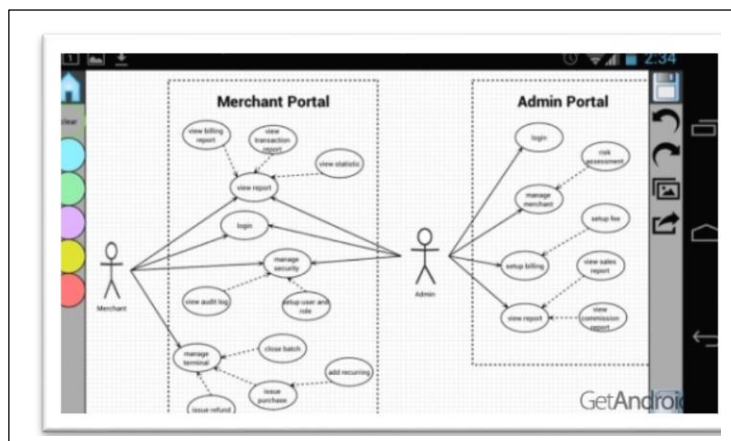 1
2:34
clear
Merchant Portal
Admin Portal
view billing
report
view
transaction
report
view statistic
view report
login
manage
security
view audit log
setup user and
role
Merchant
manage
terminal
close batch
issue
purchase
add recurring
issue refund
Admin
login
risk
assessment
manage
merchant
setup fee
setup billing
view sales
report
view report
view
commission
report
GetAndroid